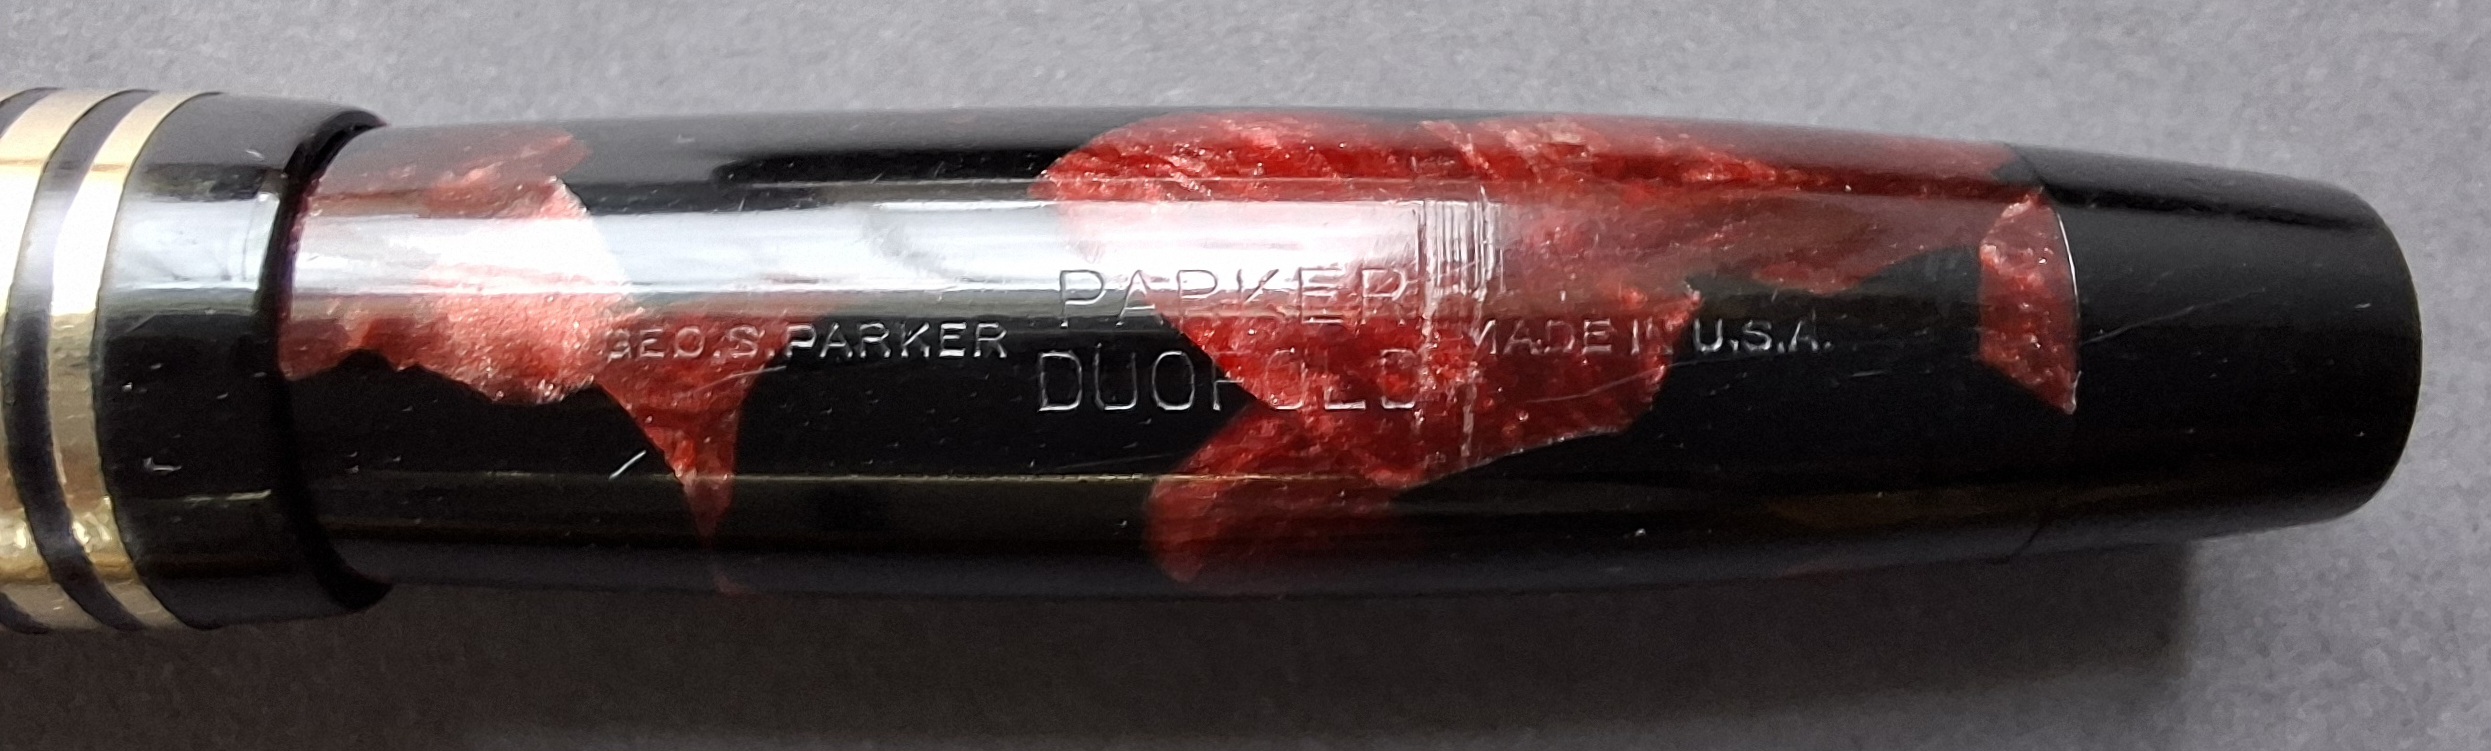 PARKER
GEO.S.PARKER MADE IN U.S.A.
DUOFOLD